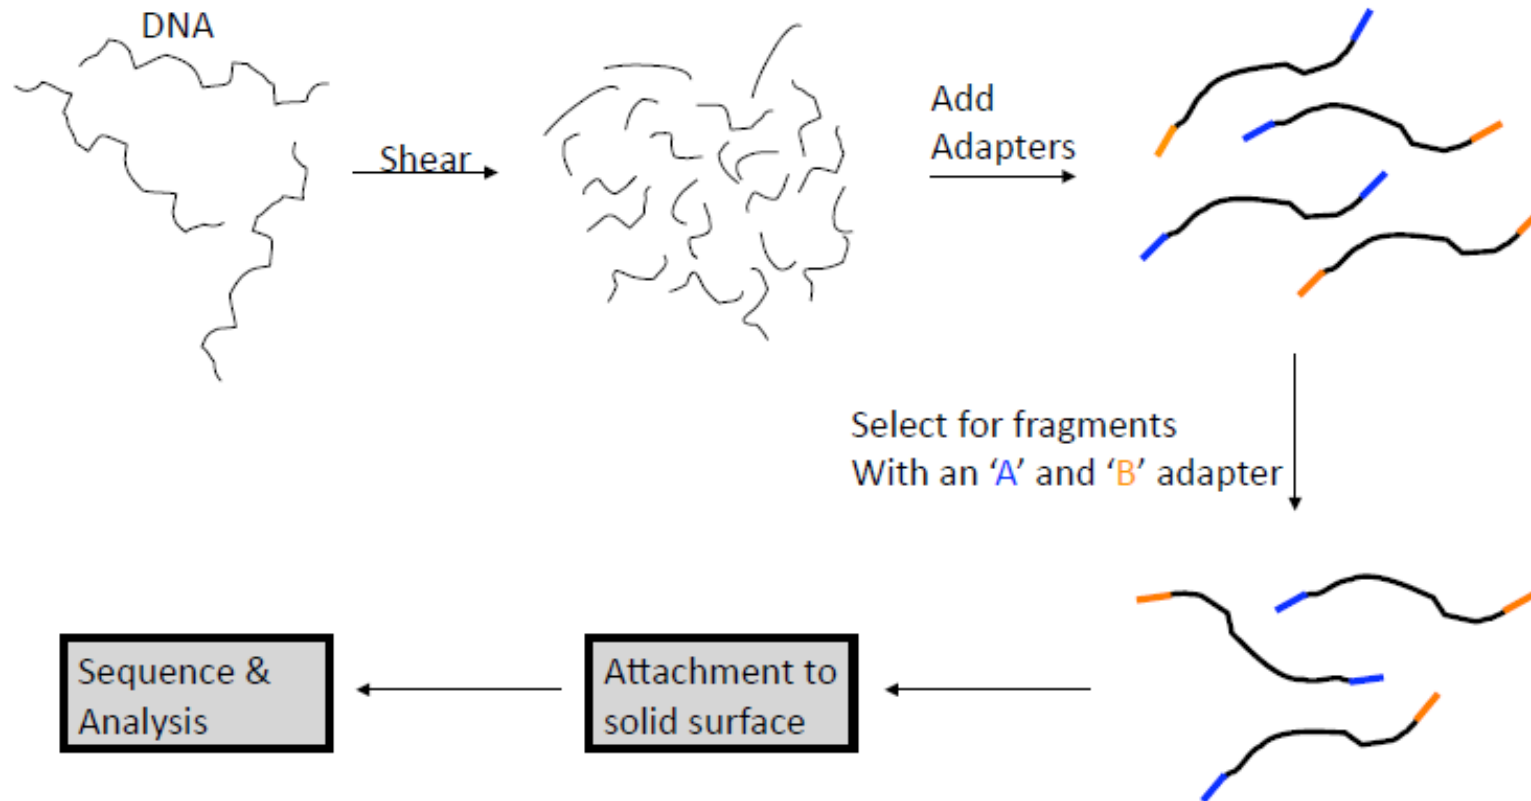 DNA
Shear
Add
Adapters
Select for fragments
With an ‘A’ and ‘B’ adapter
Attachment to
solid surface
Sequence &
Analysis